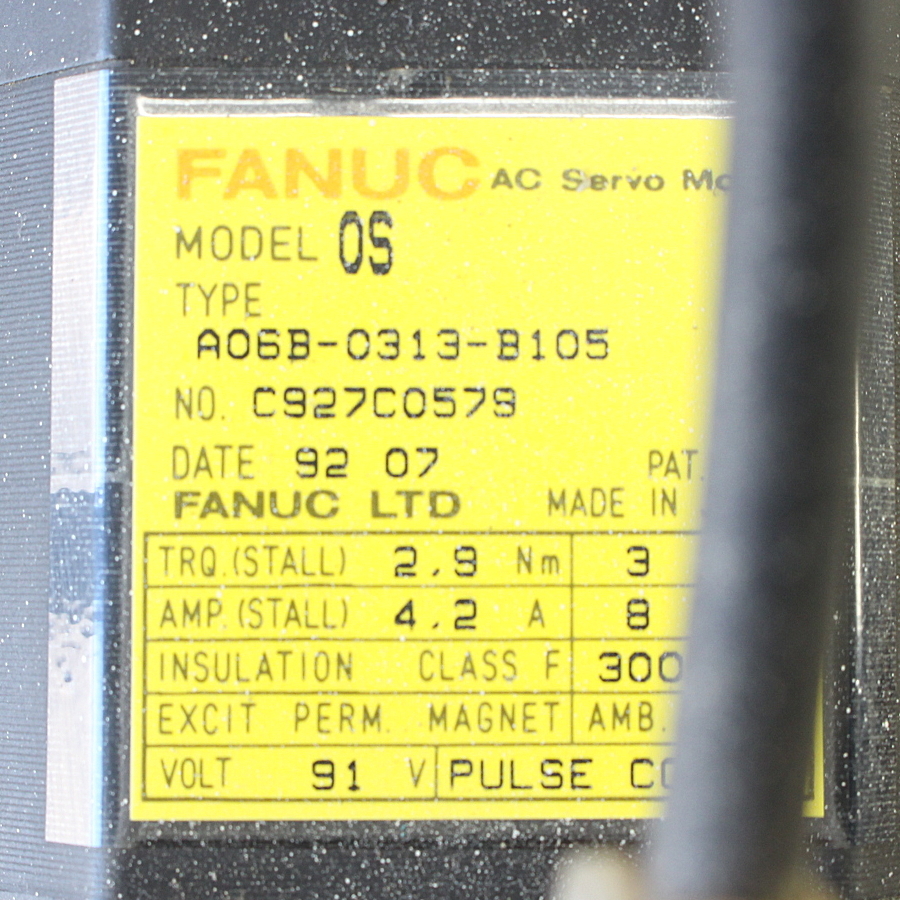 FANUC AC Servo Mo
MODEL 0S
TYPE
A06B-0313-B105
NO. C927C0579
DATE 92 07 PAT.
FANUC LTD MADE IN
TRQ.(STALL) 2.9 Nm 3
AMP.(STALL) 4.2 A 8
INSULATION CLASS F 300
EXCIT PERM. MAGNET AMB.
VOLT 91 V PULSE CO